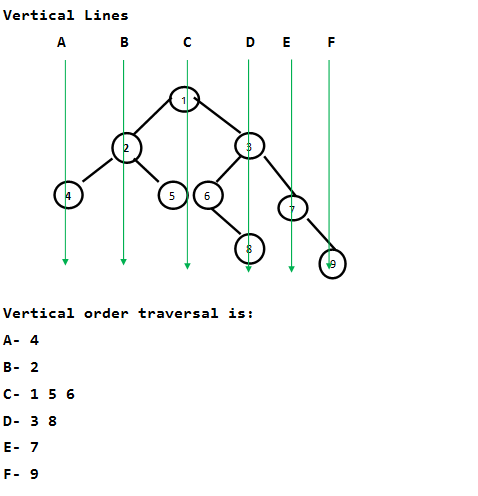 Vertical Lines
A B C D E F
1
2 3
4 5 6 7
8
9
Vertical order traversal is:
A- 4
B- 2
C- 1 5 6
D- 3 8
E- 7
F- 9